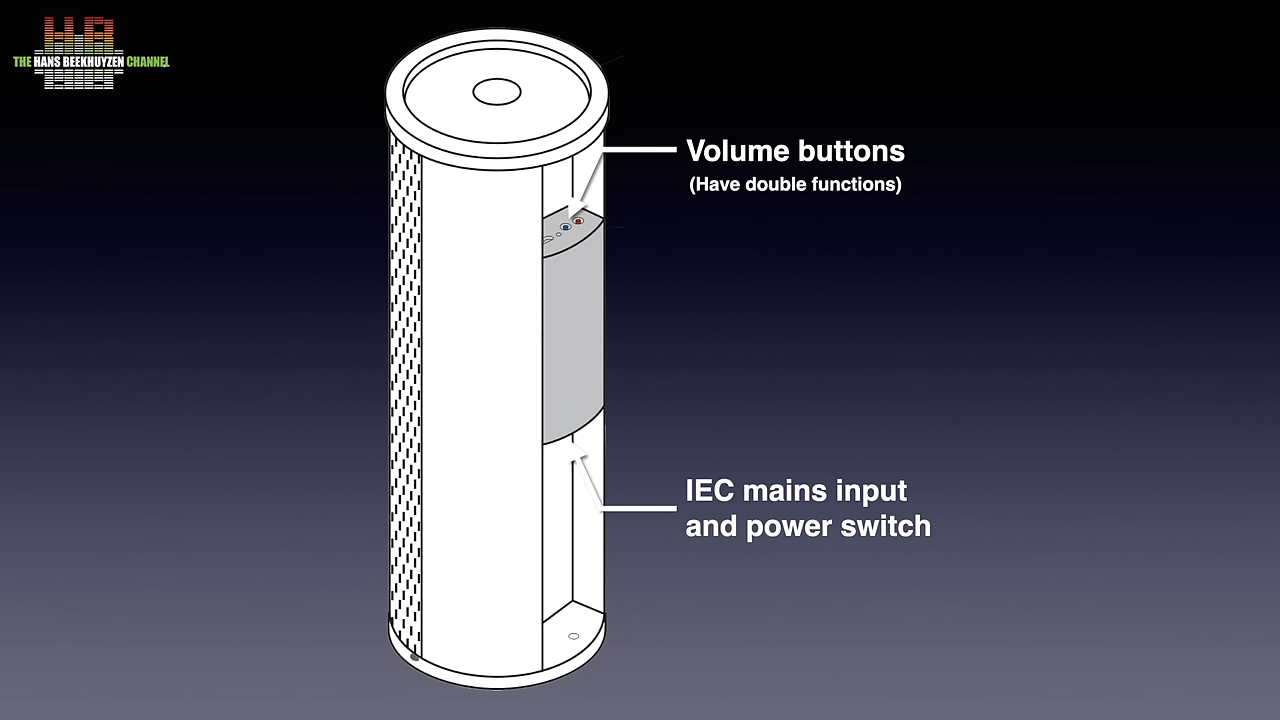 THE HANS BEEKHUYZEN CHANNEL
Volume buttons
(Have double functions)
IEC mains input
and power switch